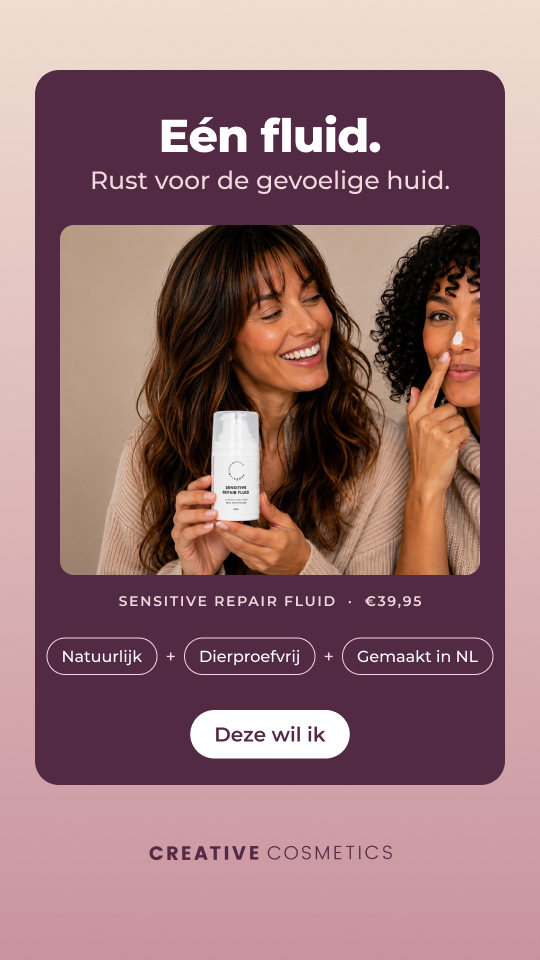 Eén fluid.
Rust voor de gevoelige huid.
SENSITIVE
REPAIR FLUID
SENSITIVE REPAIR FLUID · €39,95
Natuurlijk + Dierproefvrij + Gemaakt in NL
Deze wil ik
CREATIVE COSMETICS